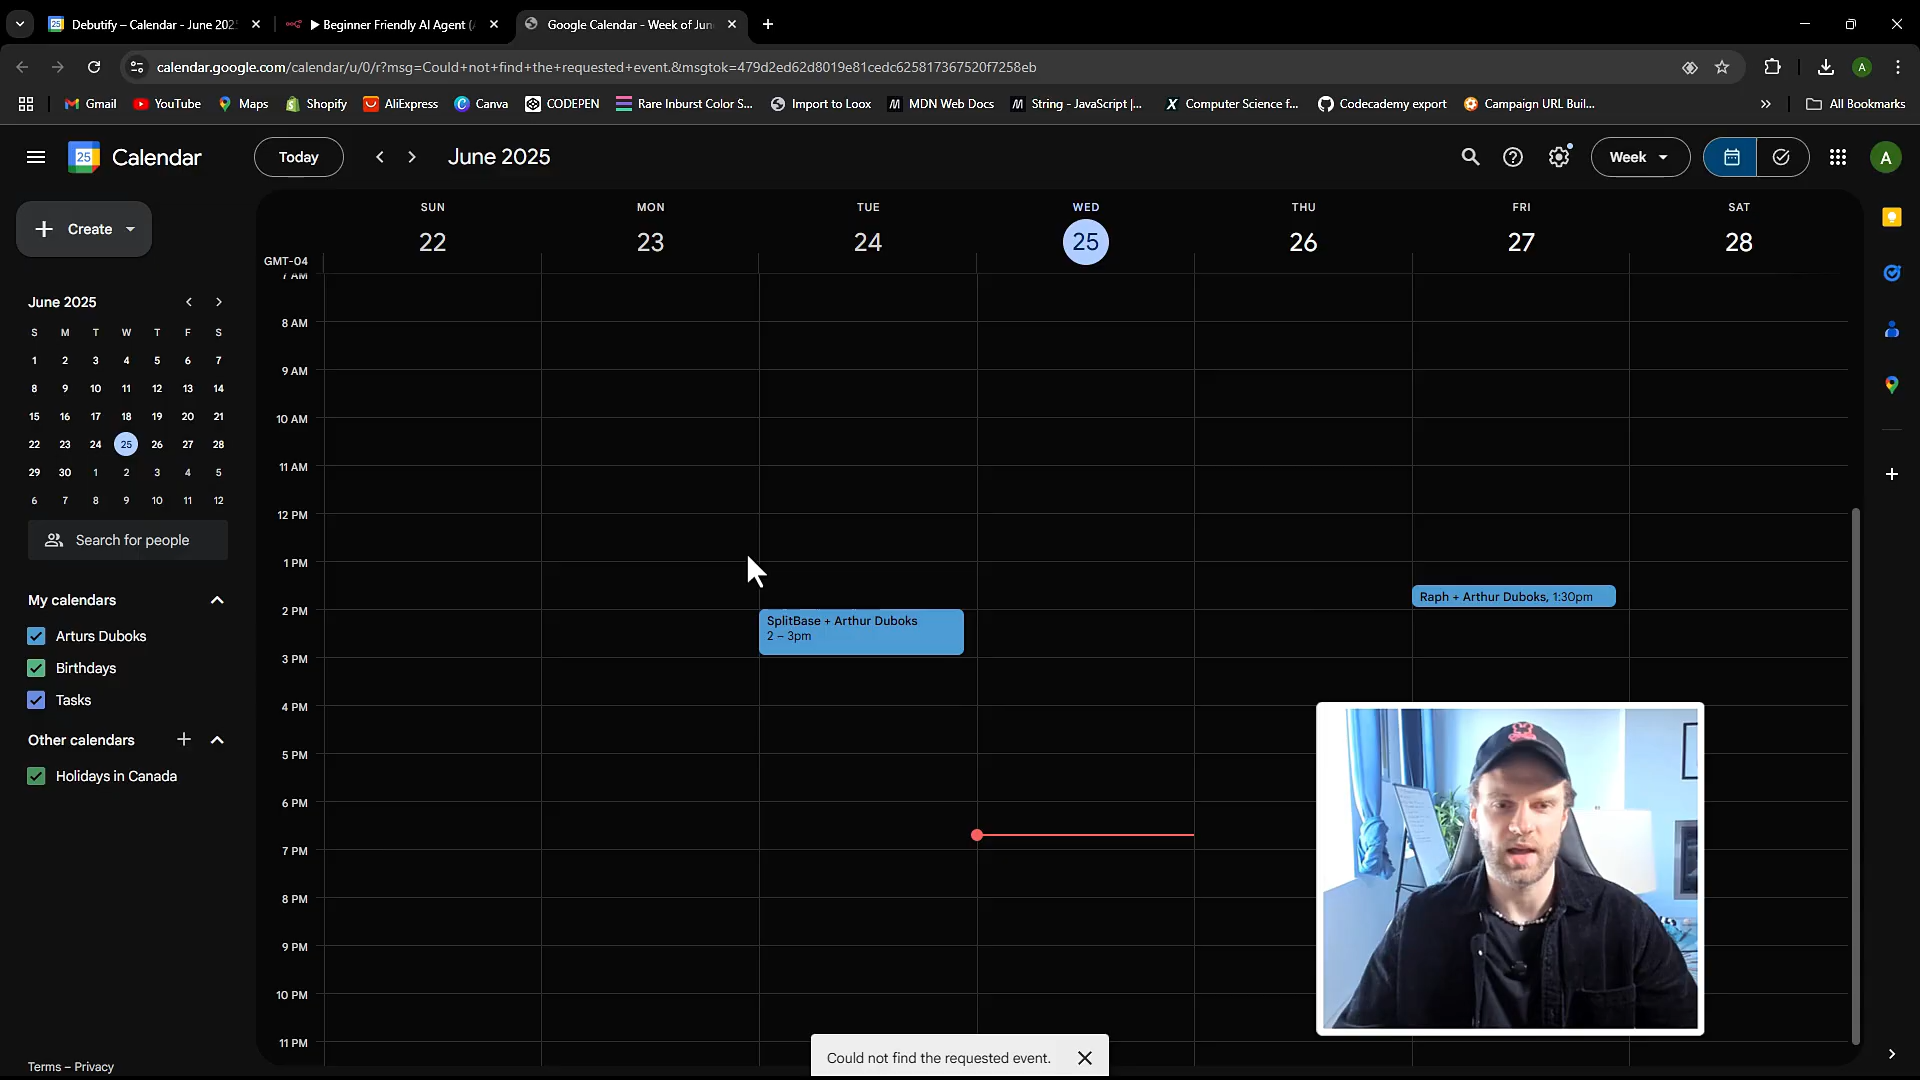 Debutify – Calendar - June 202
▶ Beginner Friendly AI Agent (
Google Calendar - Week of Jun
calendar.google.com/calendar/u/0/r?msg=Could+not+find+the+requested+event.&msgtok=479d2ed62d8019e81cedc625817367520f7258eb
A
Gmail
YouTube
Maps
Shopify
AliExpress
Canva
CODEPEN
Rare Inburst Color S...
Import to Loox
MDN Web Docs
String - JavaScript |...
Computer Science f...
Codecademy export
Campaign URL Buil...
All Bookmarks
25
Calendar
Today
June 2025
Week
A
Create
SUN
MON
TUE
WED
THU
FRI
SAT
22
23
24
25
26
27
28
GMT-04
7 AM
8 AM
9 AM
10 AM
11 AM
12 PM
1 PM
2 PM
3 PM
4 PM
5 PM
6 PM
7 PM
8 PM
9 PM
10 PM
11 PM
June 2025
S M T W T F S
1 2 3 4 5 6 7
8 9 10 11 12 13 14
15 16 17 18 19 20 21
22 23 24 25 26 27 28
29 30 1 2 3 4 5
6 7 8 9 10 11 12
Search for people
My calendars
Arturs Duboks
Birthdays
Tasks
Other calendars
Holidays in Canada
Terms – Privacy
SplitBase + Arthur Duboks
2 – 3pm
Raph + Arthur Duboks, 1:30pm
Could not find the requested event.